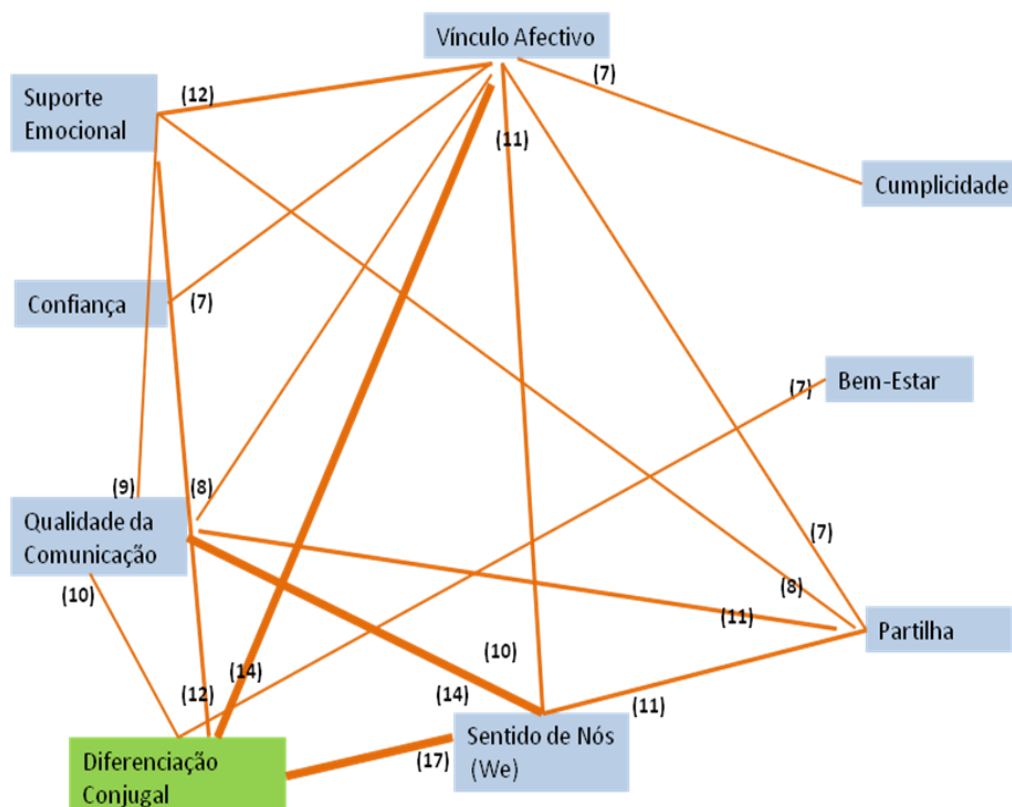 Vínculo Afectivo
(7)
Suporte
Emocional
(12)
(11)
Cumplicidade
Confiança
(7)
Bem-Estar
(7)
(9)
(8)
Qualidade da
Comunicação
(10)
(7)
(8)
(11)
Partilha
(10)
(14)
(12)
(14)
(11)
Sentido de Nós
(We)
(17)
Diferenciação
Conjugal